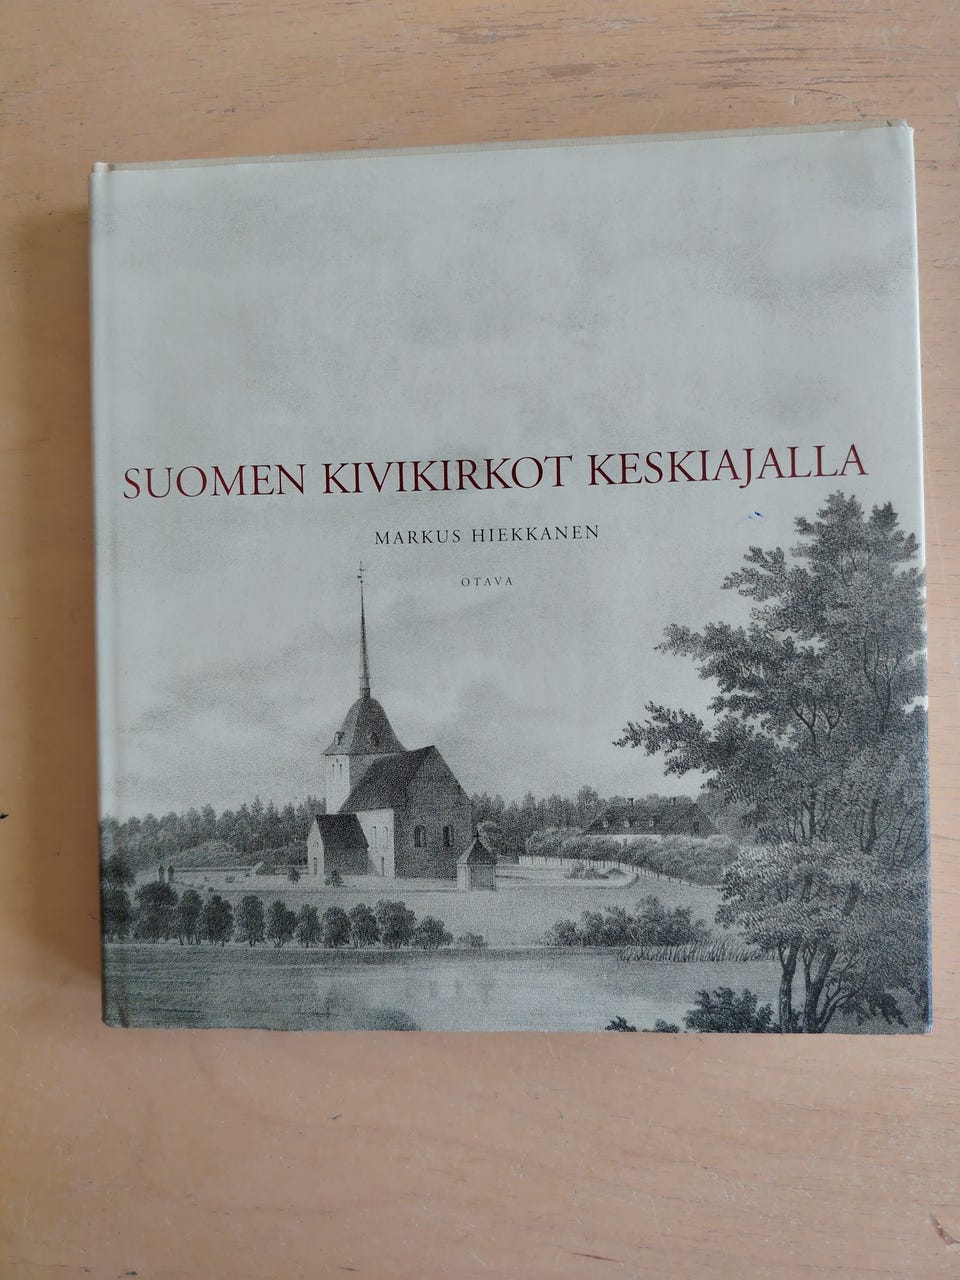 SUOMEN KIVIKIRKOT KESKIAJALLA
MARKUS HIEKKANEN
OTAVA